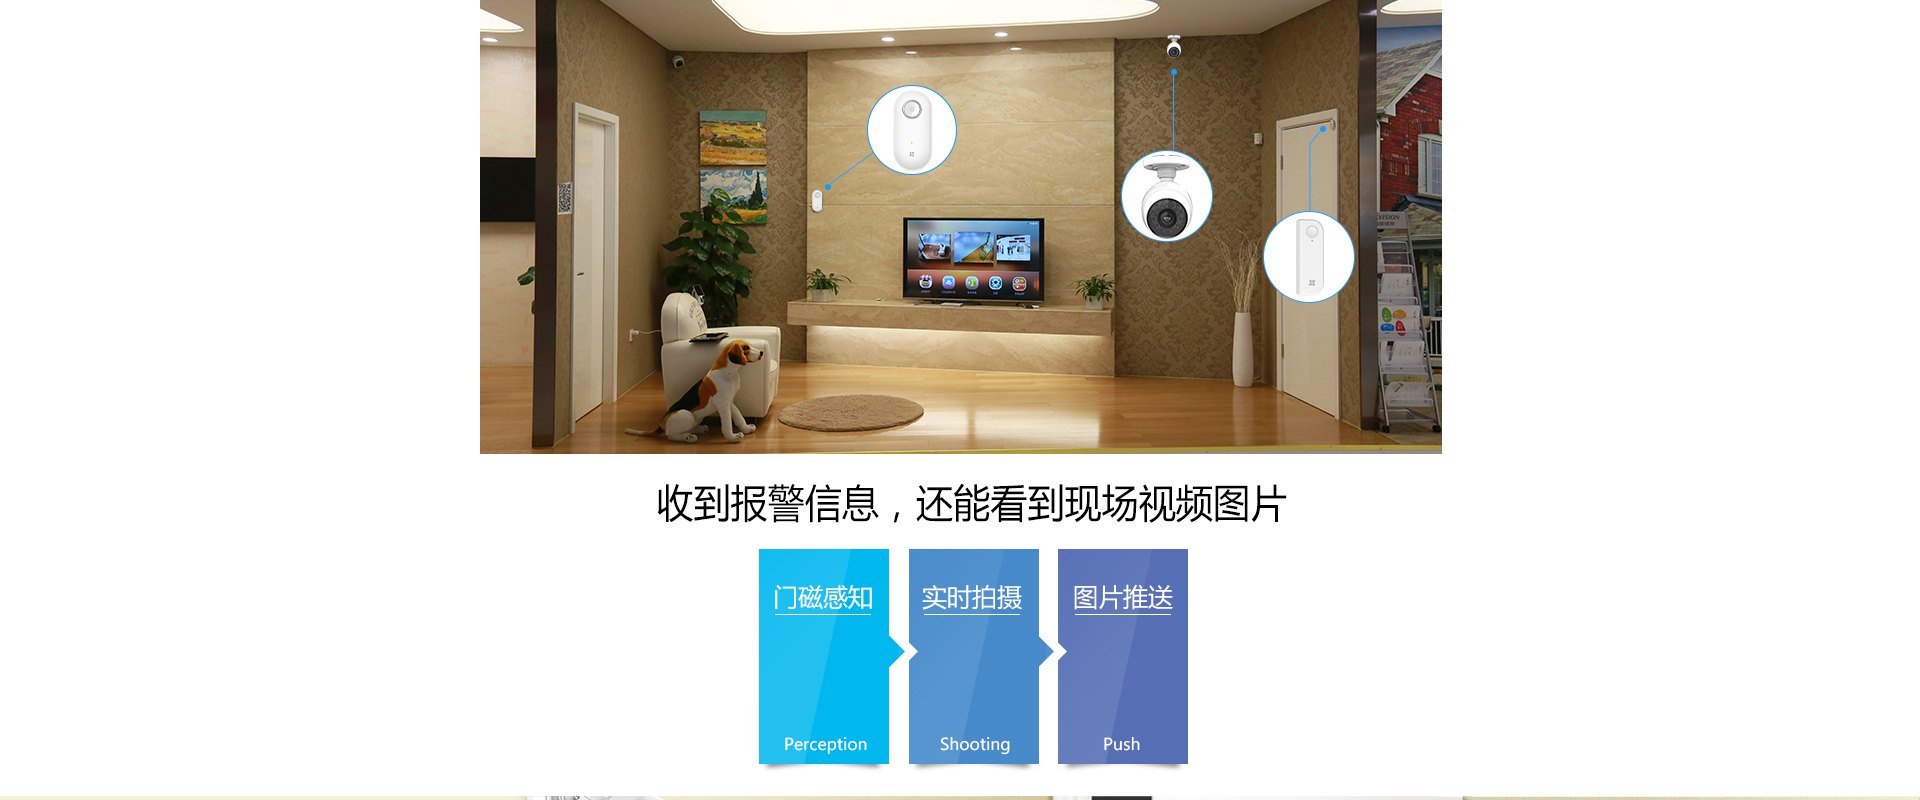 VISION
收到报警信息，还能看到现场视频图片
门磁感知
实时拍摄
图片推送
Perception
Shooting
Push